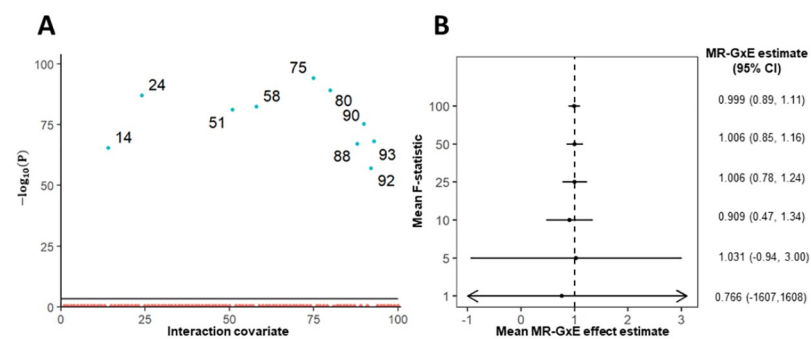 A
B
MR-GxE estimate
(95% CI)
100
75
50
25
0
−log₁₀(P)
14
24
51
58
75
80
90
88
93
92
0
25
50
75
100
Interaction covariate
Mean F-statistic
100
50
25
10
5
1
-1
0
1
2
3
Mean MR-GxE effect estimate
0.999 (0.89, 1.11)
1.006 (0.85, 1.16)
1.006 (0.78, 1.24)
0.909 (0.47, 1.34)
1.031 (-0.94, 3.00)
0.766 (-1607,1608)